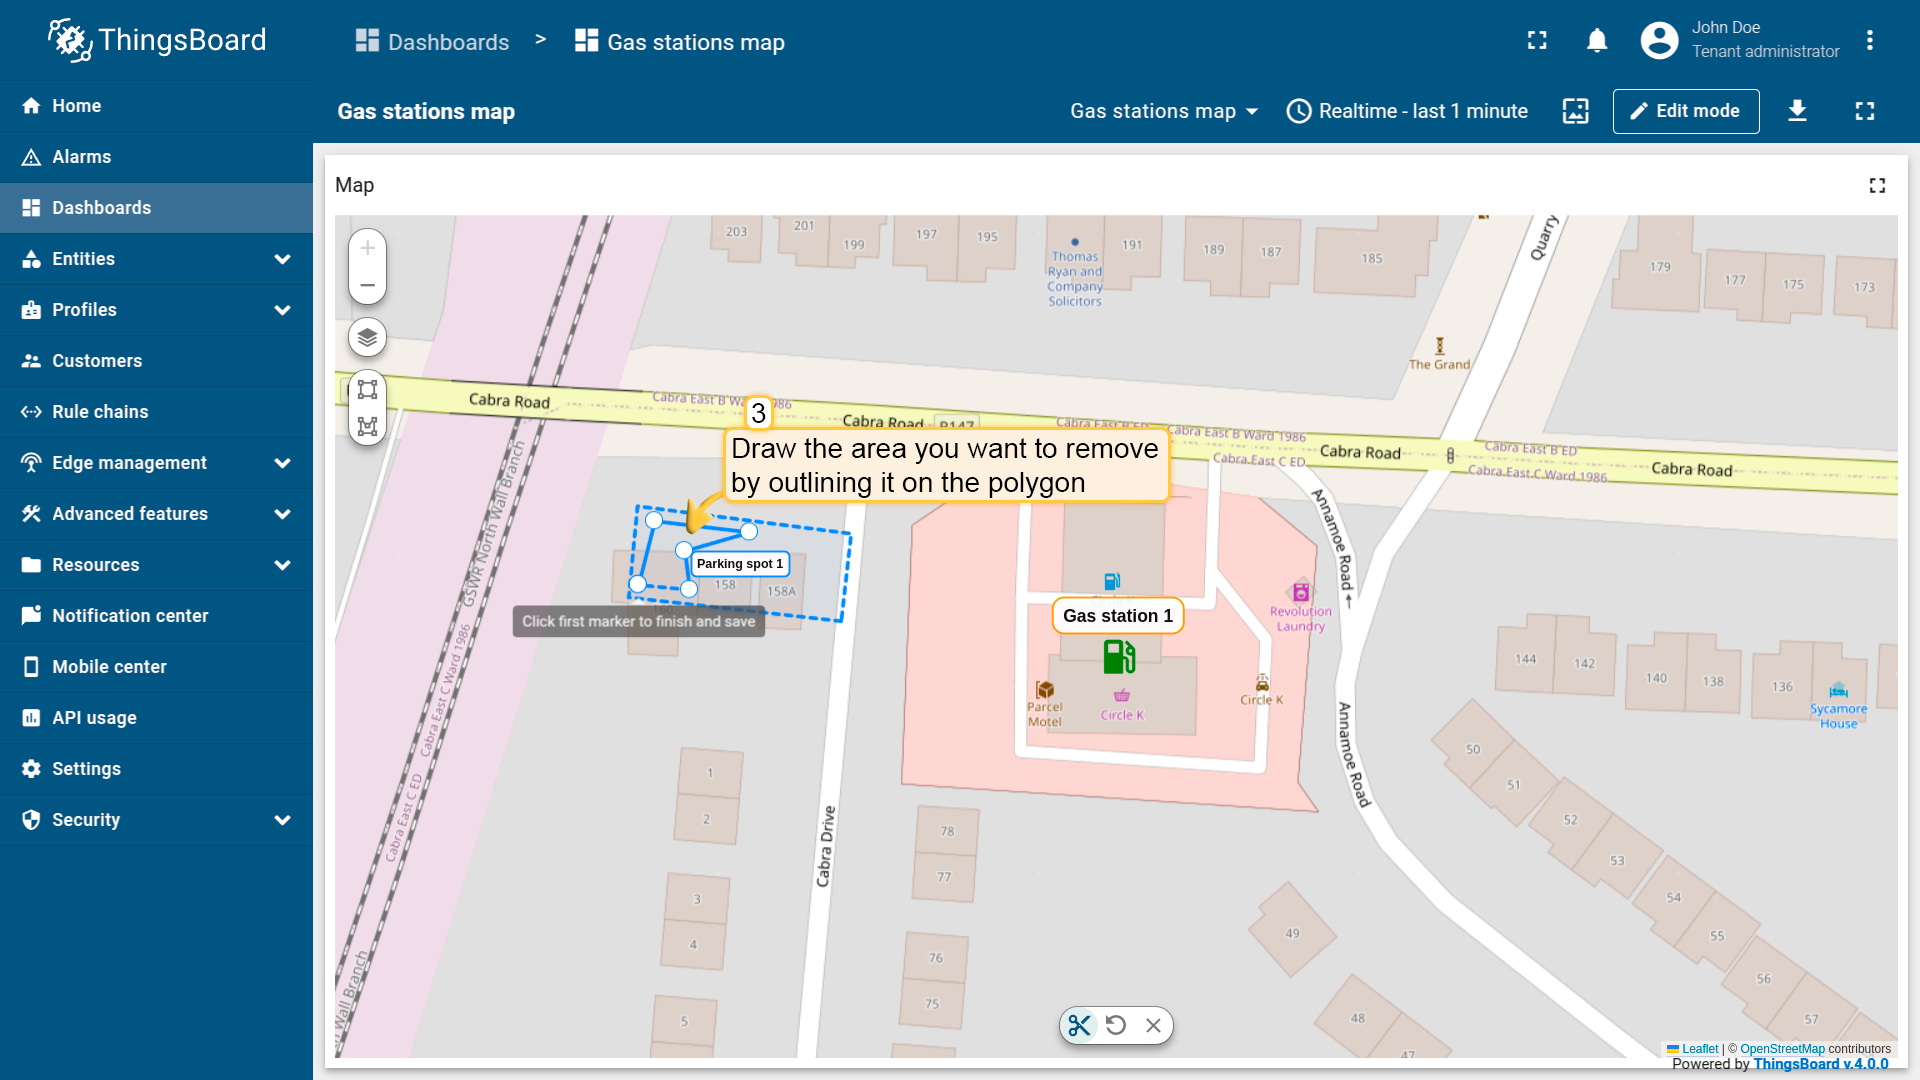 ThingsBoard
Dashboards > Gas stations map
John Doe
Tenant administrator
Home
Alarms
Dashboards
Entities
Profiles
Customers
Rule chains
Edge management
Advanced features
Resources
Notification center
Mobile center
API usage
Settings
Security
Gas stations map
Gas stations map
Realtime - last 1 minute
Edit mode
Map
+
−
203
201
199
197
195
191
189
187
185
179
177
175
173
Thomas
Ryan and
Company
Solicitors
Quarry
The Grand
Cabra Road
Cabra Road
Cabra Road
Cabra Road
R147
Cabra East B Ward 1986
Cabra East C ED
Cabra East B ED
Cabra East C Ward 1986
3
Draw the area you want to remove
by outlining it on the polygon
GSWR North Wall Branch
Cabra East C Ward 1986
Cabra East C ED
Wall Branch
Parking spot 1
158
158A
160
Click first marker to finish and save
Gas station 1
Circle K
Parcel
Motel
Circle K
Circle K
Revolution
Laundry
Annamoe Road
Annamoe Road
Cabra Drive
144
142
140
138
136
Sycamore
House
1
2
3
4
5
78
77
76
75
50
51
52
53
54
55
56
57
49
48
47
Leaflet | © OpenStreetMap contributors
Powered by ThingsBoard v.4.0.0